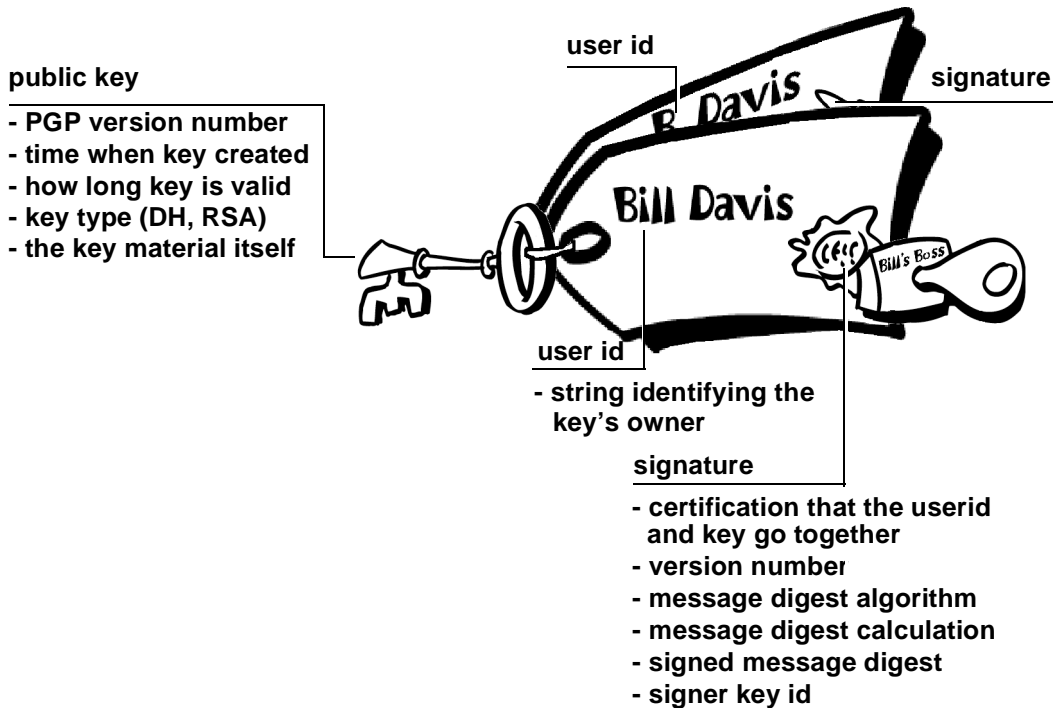 user id
public key
signature
- PGP version number
- time when key created
- how long key is valid
- key type (DH, RSA)
- the key material itself
B. Davis
Bill Davis
Bill's Boss
user id
- string identifying the
key’s owner
signature
- certification that the userid
and key go together
- version number
- message digest algorithm
- message digest calculation
- signed message digest
- signer key id